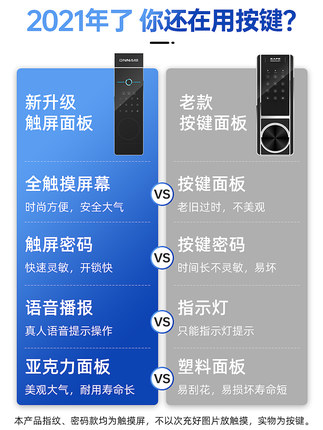 2021年了 你还在用按键?
新升级
触屏面板
老款
按键面板
全触摸屏幕
时尚方便，安全大气
VS
按键面板
老旧过时，不美观
触屏密码
快速灵敏，开锁快
VS
按键密码
时间长不灵敏，易坏
语音播报
真人语音提示操作
VS
指示灯
只能指示灯提示
亚克力面板
美观大气，耐用寿命长
VS
塑料面板
易刮花，易损坏寿命短
本产品指纹、密码款均为触摸屏，不以次充好图片放触摸，实物为按键。